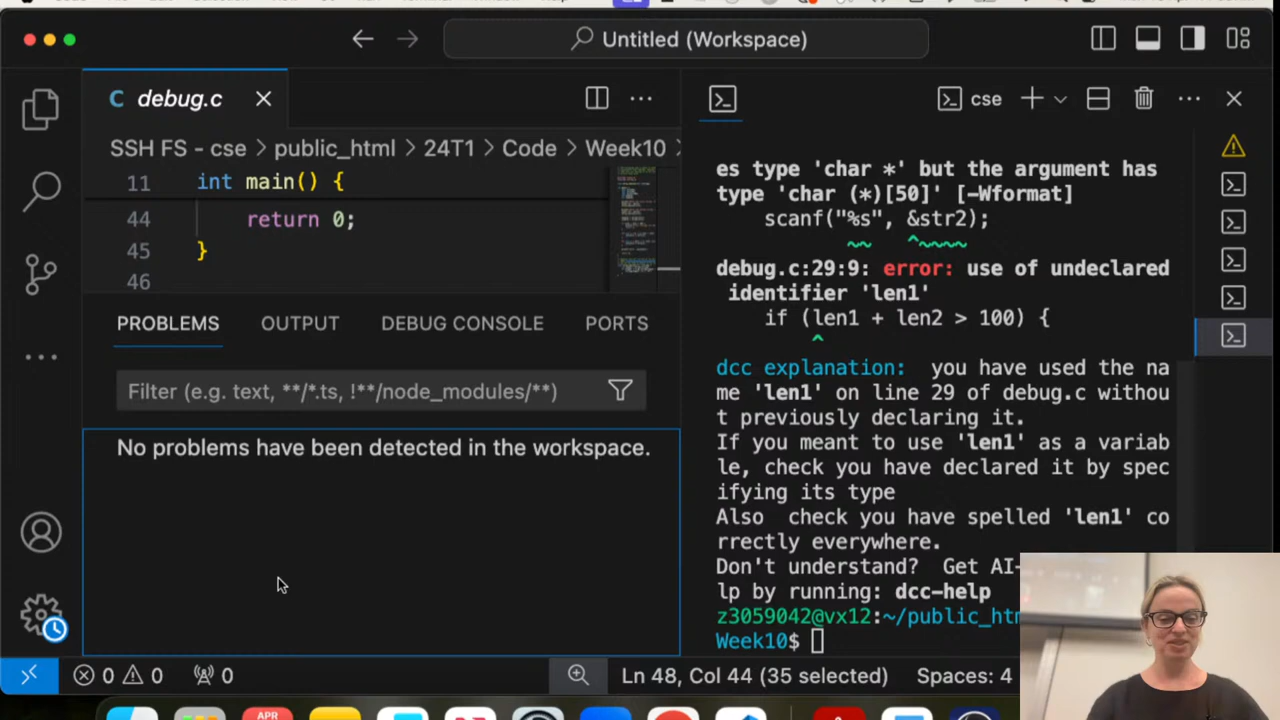 Untitled (Workspace)
C debug.c
cse
SSH FS - cse > public_html > 24T1 > Code > Week10 >
11 int main() {
44 return 0;
45 }
46
PROBLEMS OUTPUT DEBUG CONSOLE PORTS
Filter (e.g. text, **/*.ts, !**/node_modules/**)
No problems have been detected in the workspace.
es type 'char *' but the argument has
type 'char (*)[50]' [-Wformat]
scanf("%s", &str2);
~~ ^~~~~~
debug.c:29:9: error: use of undeclared
identifier 'len1'
if (len1 + len2 > 100) {
^
dcc explanation: you have used the na
me 'len1' on line 29 of debug.c withou
t previously declaring it.
If you meant to use 'len1' as a variab
le, check you have declared it by spec
ifying its type
Also check you have spelled 'len1' co
rrectly everywhere.
Don't understand? Get AI-
lp by running: dcc-help
z3059042@vx12:~/public_htm
Week10$
0 0 0
Ln 48, Col 44 (35 selected) Spaces: 4
APR